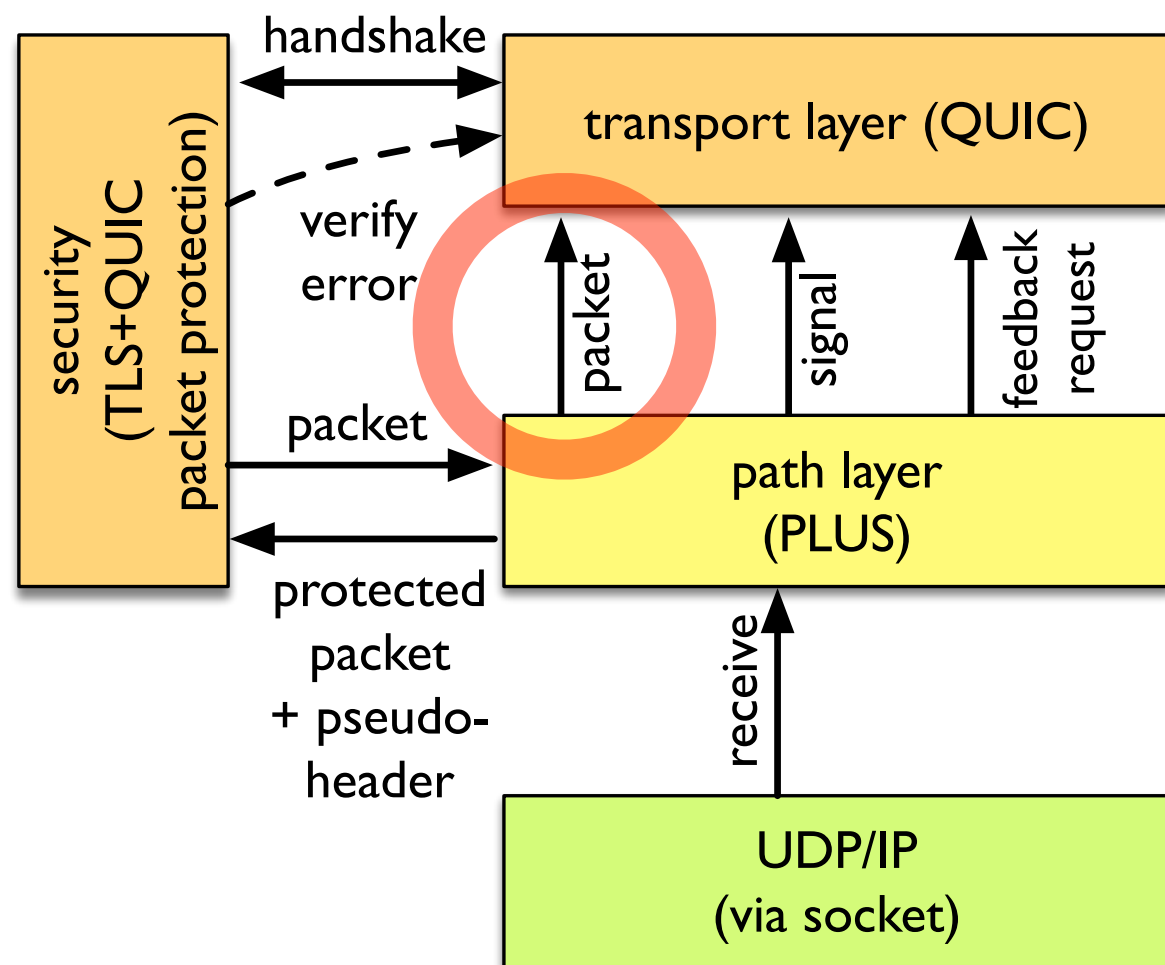 handshake
transport layer (QUIC)
security
(TLS+QUIC
packet protection)
verify
error
packet
signal
feedback
request
packet
path layer
(PLUS)
protected
packet
+ pseudo-
header
receive
UDP/IP
(via socket)